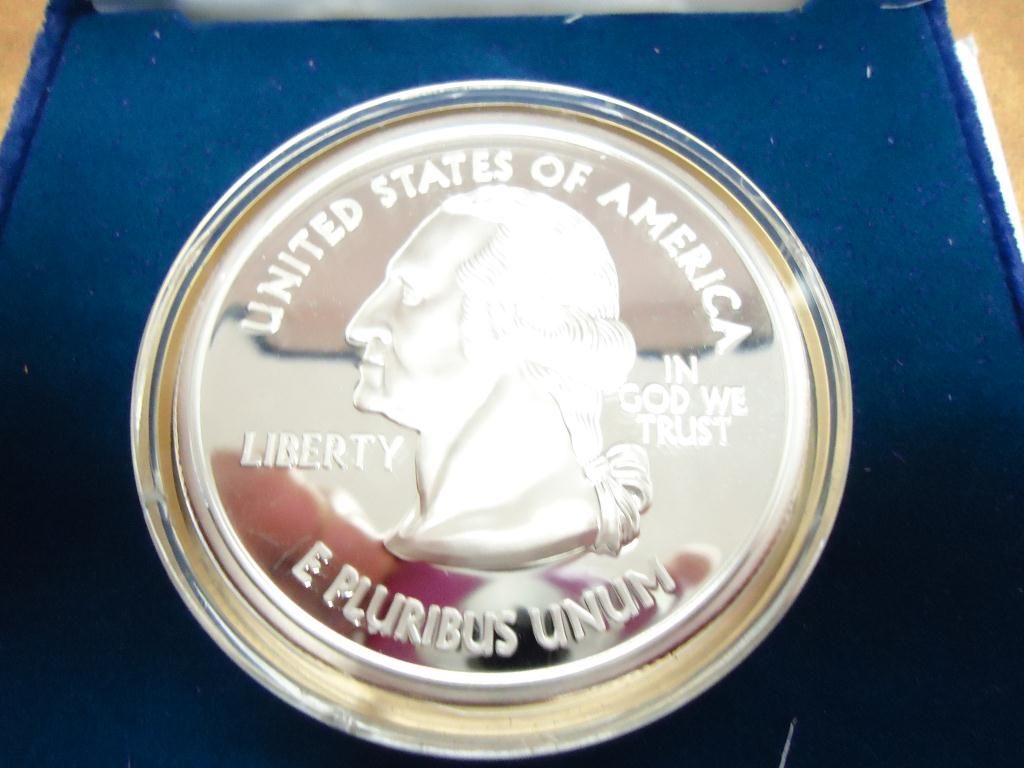 UNITED STATES OF AMERICA
LIBERTY
IN
GOD WE
TRUST
E PLURIBUS UNUM